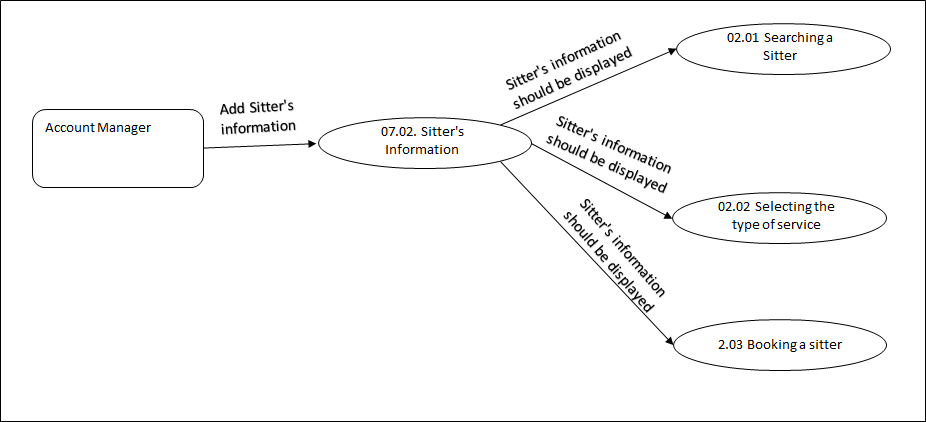 Account Manager
Add Sitter's
information
07.02. Sitter's
Information
Sitter's information
should be displayed
02.01 Searching a
Sitter
Sitter's information
should be displayed
02.02 Selecting the
type of service
Sitter's information
should be displayed
2.03 Booking a sitter